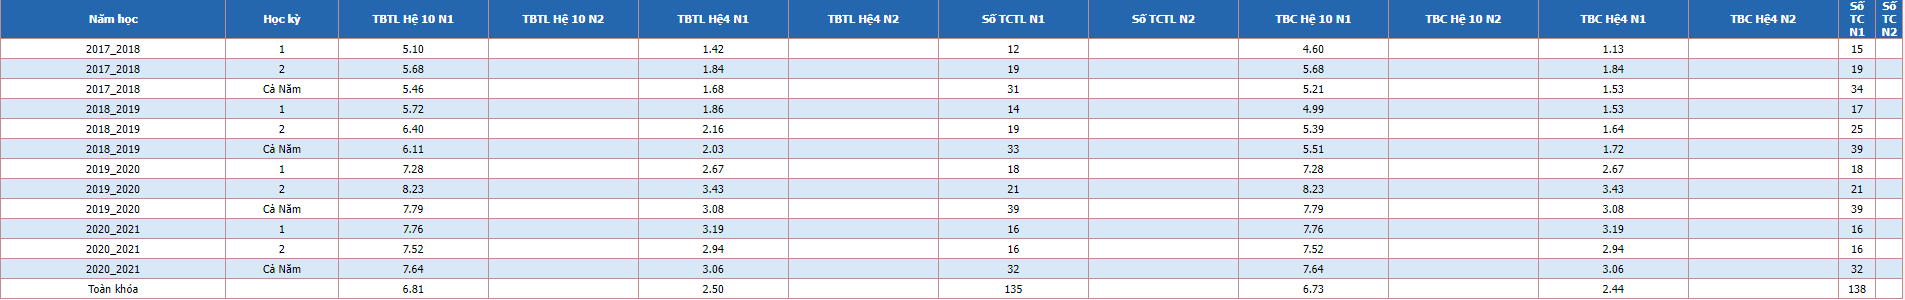 Năm học Học kỳ TBTL Hệ 10 N1 TBTL Hệ 10 N2 TBTL Hệ4 N1 TBTL Hệ4 N2 Số TCTL N1 Số TCTL N2 TBC Hệ 10 N1 TBC Hệ 10 N2 TBC Hệ4 N1 TBC Hệ4 N2 Số TC N1 Số TC N2
2017_2018 1 5.10 1.42 12 4.60 1.13 15
2017_2018 2 5.68 1.84 19 5.68 1.84 19
2017_2018 Cả Năm 5.46 1.68 31 5.21 1.53 34
2018_2019 1 5.72 1.86 14 4.99 1.53 17
2018_2019 2 6.40 2.16 19 5.39 1.64 25
2018_2019 Cả Năm 6.11 2.03 33 5.51 1.72 39
2019_2020 1 7.28 2.67 18 7.28 2.67 18
2019_2020 2 8.23 3.43 21 8.23 3.43 21
2019_2020 Cả Năm 7.79 3.08 39 7.79 3.08 39
2020_2021 1 7.76 3.19 16 7.76 3.19 16
2020_2021 2 7.52 2.94 16 7.52 2.94 16
2020_2021 Cả Năm 7.64 3.06 32 7.64 3.06 32
Toàn khóa 6.81 2.50 135 6.73 2.44 138